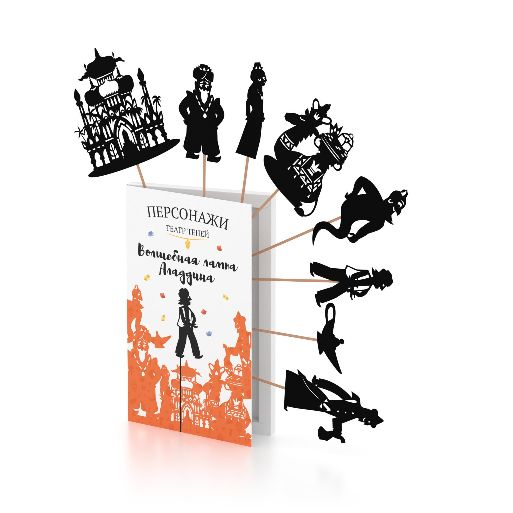 ПЕРСОНАЖИ
ТЕАТР ТЕНЕЙ
Волшебная лампа
Аладдина